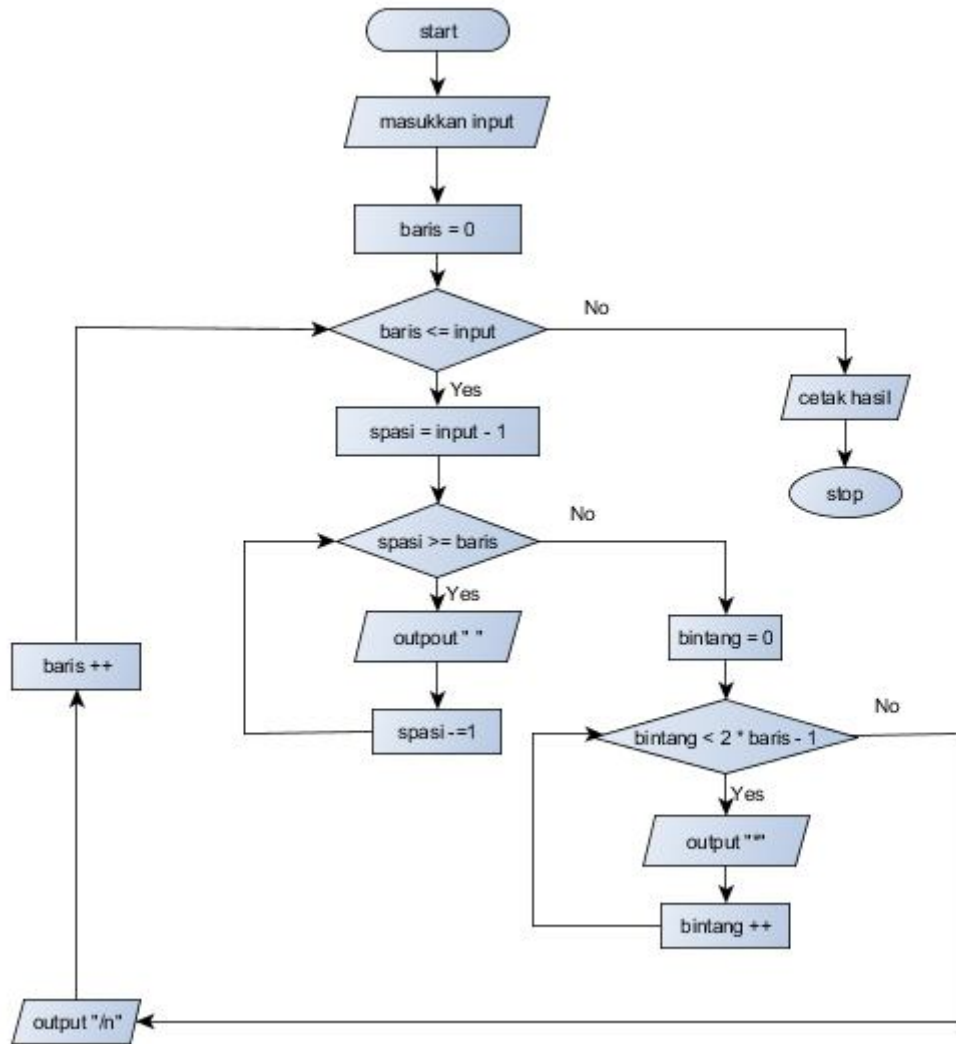 start
masukkan input
baris = 0
baris <= input
No
Yes
cetak hasil
spasi = input - 1
stop
spasi >= baris
No
Yes
outpout " "
bintang = 0
baris ++
spasi -=1
No
bintang < 2 * baris - 1
Yes
output "*"
bintang ++
output "/n"